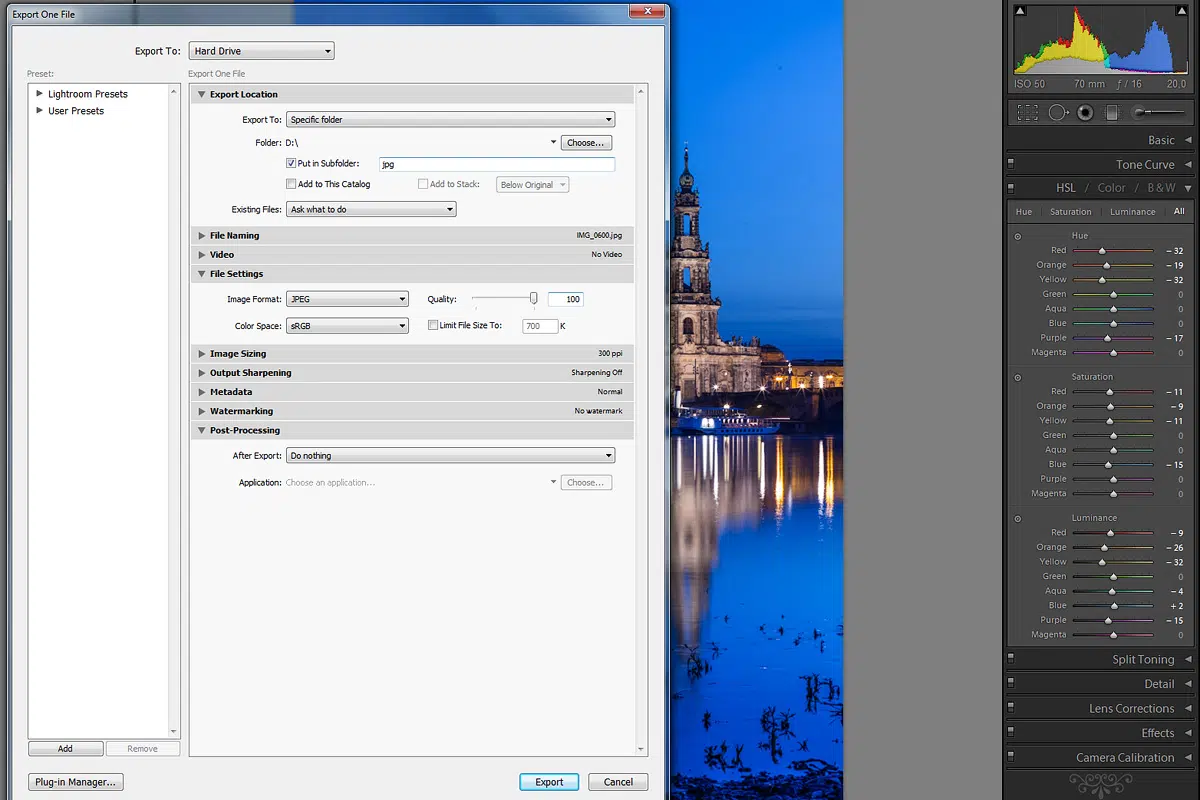 Export One File
Export To: Hard Drive
Preset:
Lightroom Presets
User Presets
Add Remove
Plug-in Manager...
Export One File
Export Location
Export To: Specific folder
Folder: D:\ Choose...
Put in Subfolder: jpg
Add to This Catalog Add to Stack: Below Original
Existing Files: Ask what to do
File Naming IMG_0600.jpg
Video No Video
File Settings
Image Format: JPEG Quality: 100
Color Space: sRGB Limit File Size To: 700 K
Image Sizing 300 ppi
Output Sharpening Sharpening Off
Metadata Normal
Watermarking No watermark
Post-Processing
After Export: Do nothing
Application: Choose an application... Choose...
Export Cancel
ISO 50 70 mm f / 16 20,0
Basic
Tone Curve
HSL / Color / B & W
Hue Saturation Luminance All
Hue
Red - 32
Orange - 19
Yellow - 32
Green 0
Aqua 0
Blue 0
Purple - 17
Magenta 0
Saturation
Red - 11
Orange - 9
Yellow - 11
Green 0
Aqua 0
Blue - 15
Purple 0
Magenta 0
Luminance
Red - 9
Orange - 26
Yellow - 32
Green 0
Aqua - 4
Blue + 2
Purple - 15
Magenta 0
Split Toning
Detail
Lens Corrections
Effects
Camera Calibration